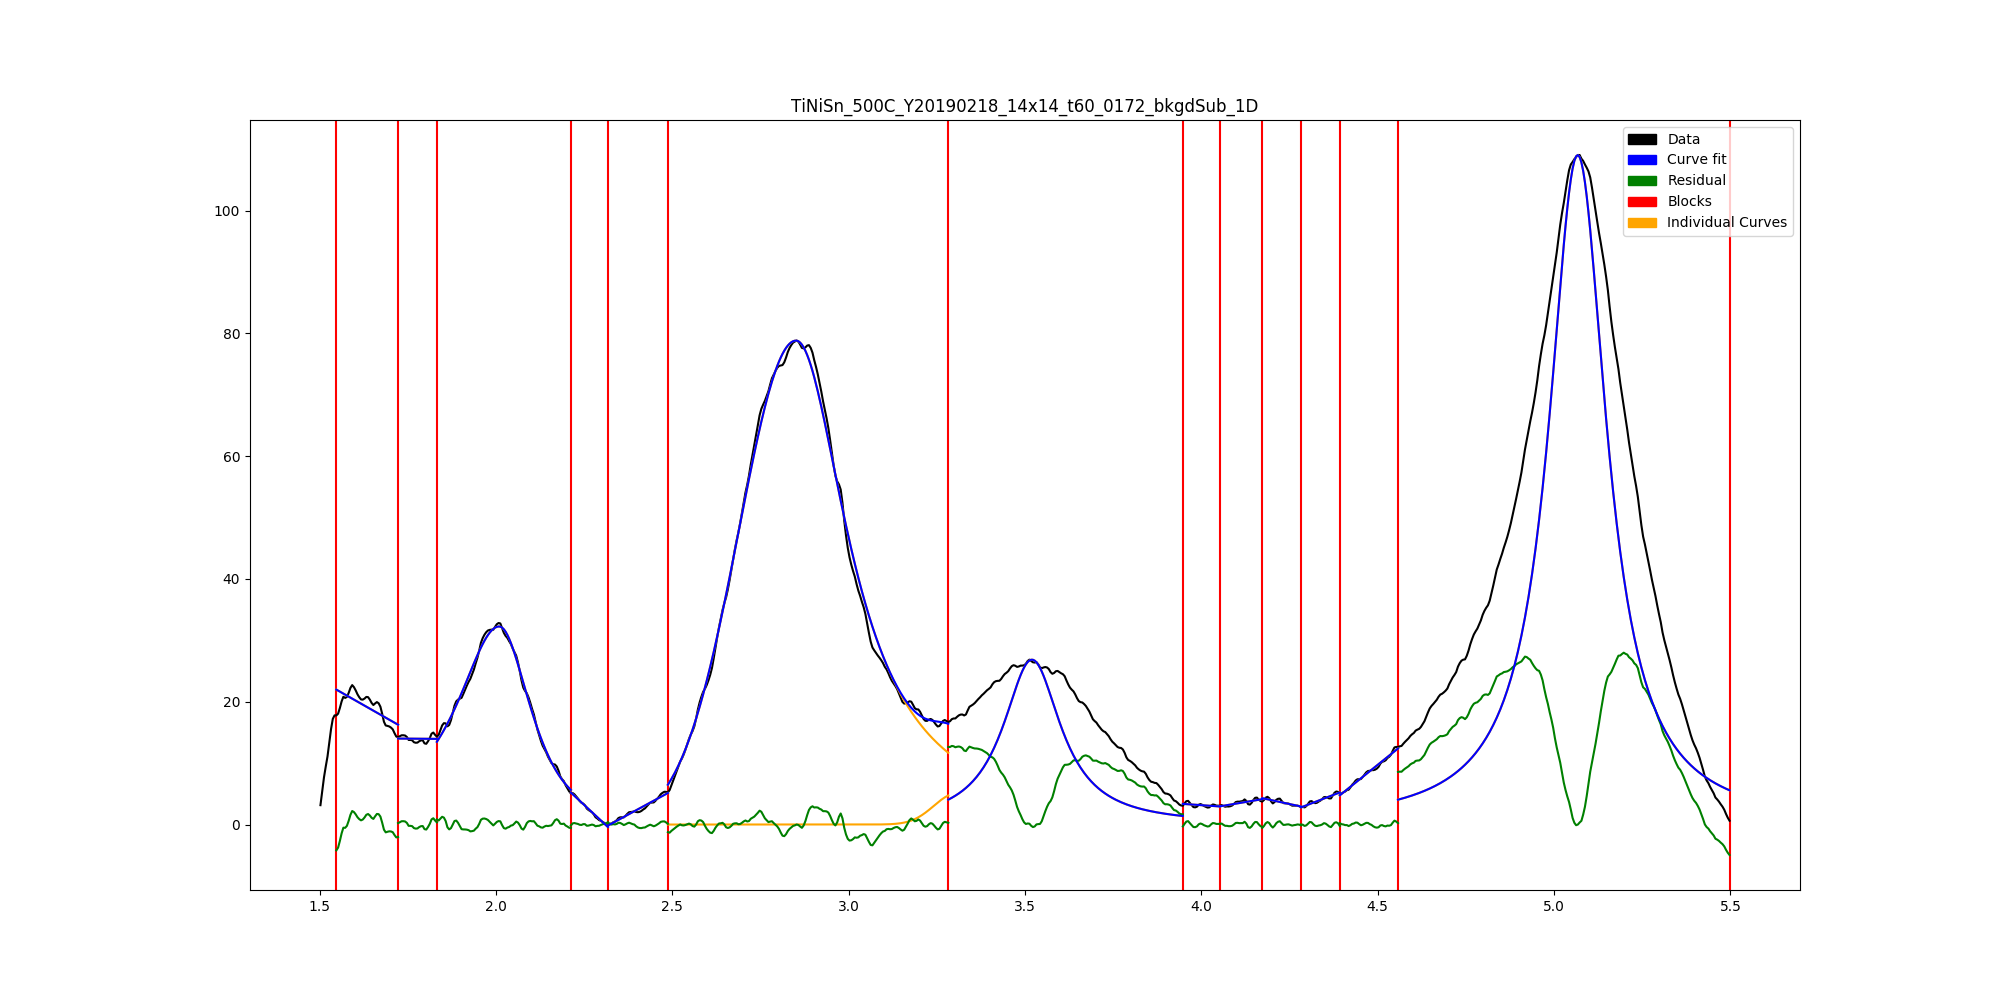 TiNiSn_500C_Y20190218_14x14_t60_0172_bkgdSub_1D
Data
Curve fit
Residual
Blocks
Individual Curves
100
80
60
40
20
0
1.5 2.0 2.5 3.0 3.5 4.0 4.5 5.0 5.5